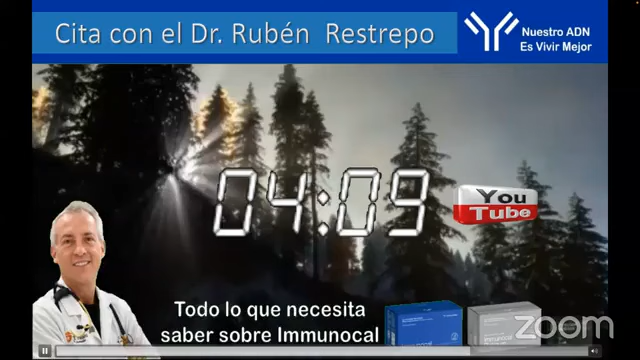 Cita con el Dr. Rubén Restrepo
Nuestro ADN
Es Vivir Mejor
04:09
You
Tube
Todo lo que necesita
saber sobre Immunocal
immunocal
zoom